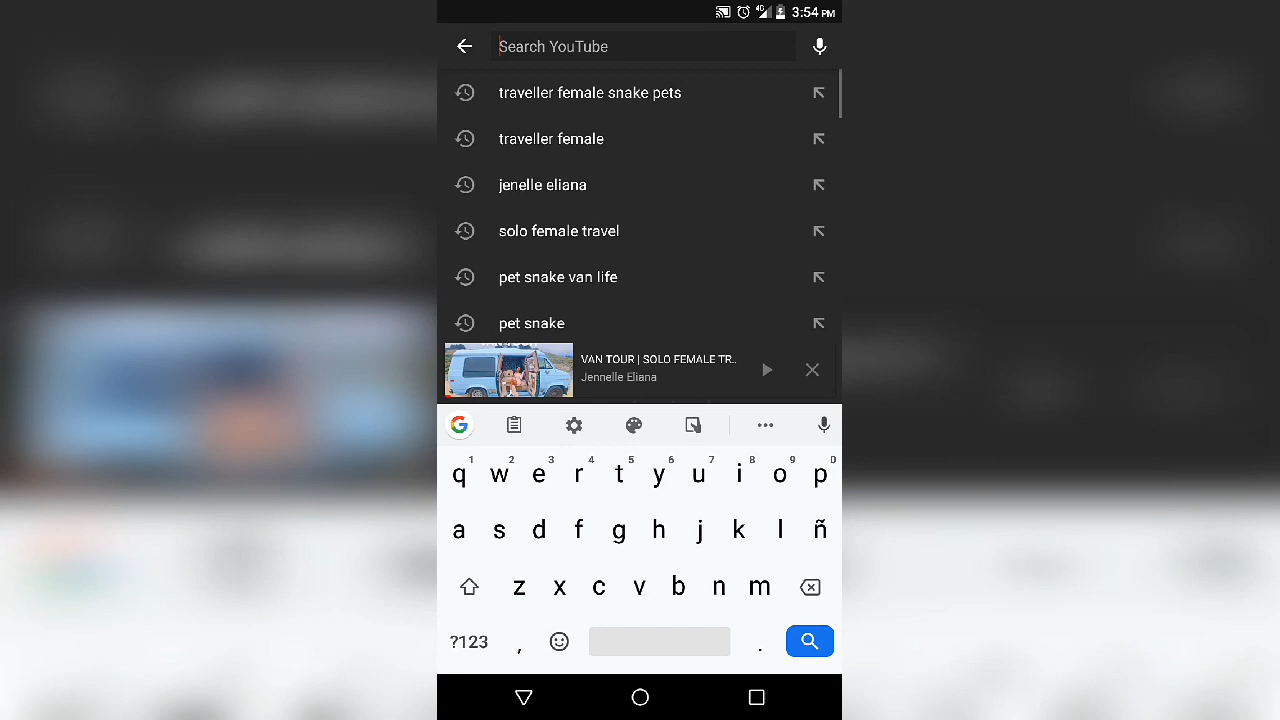 4G 3:54 PM
Search YouTube
traveller female snake pets
traveller female
jenelle eliana
solo female travel
pet snake van life
pet snake
VAN TOUR | SOLO FEMALE TR..
Jennelle Eliana
G
1 2 3 4 5 6 7 8 9 0
q w e r t y u i o p
a s d f g h j k l ñ
z x c v b n m
?123 , .